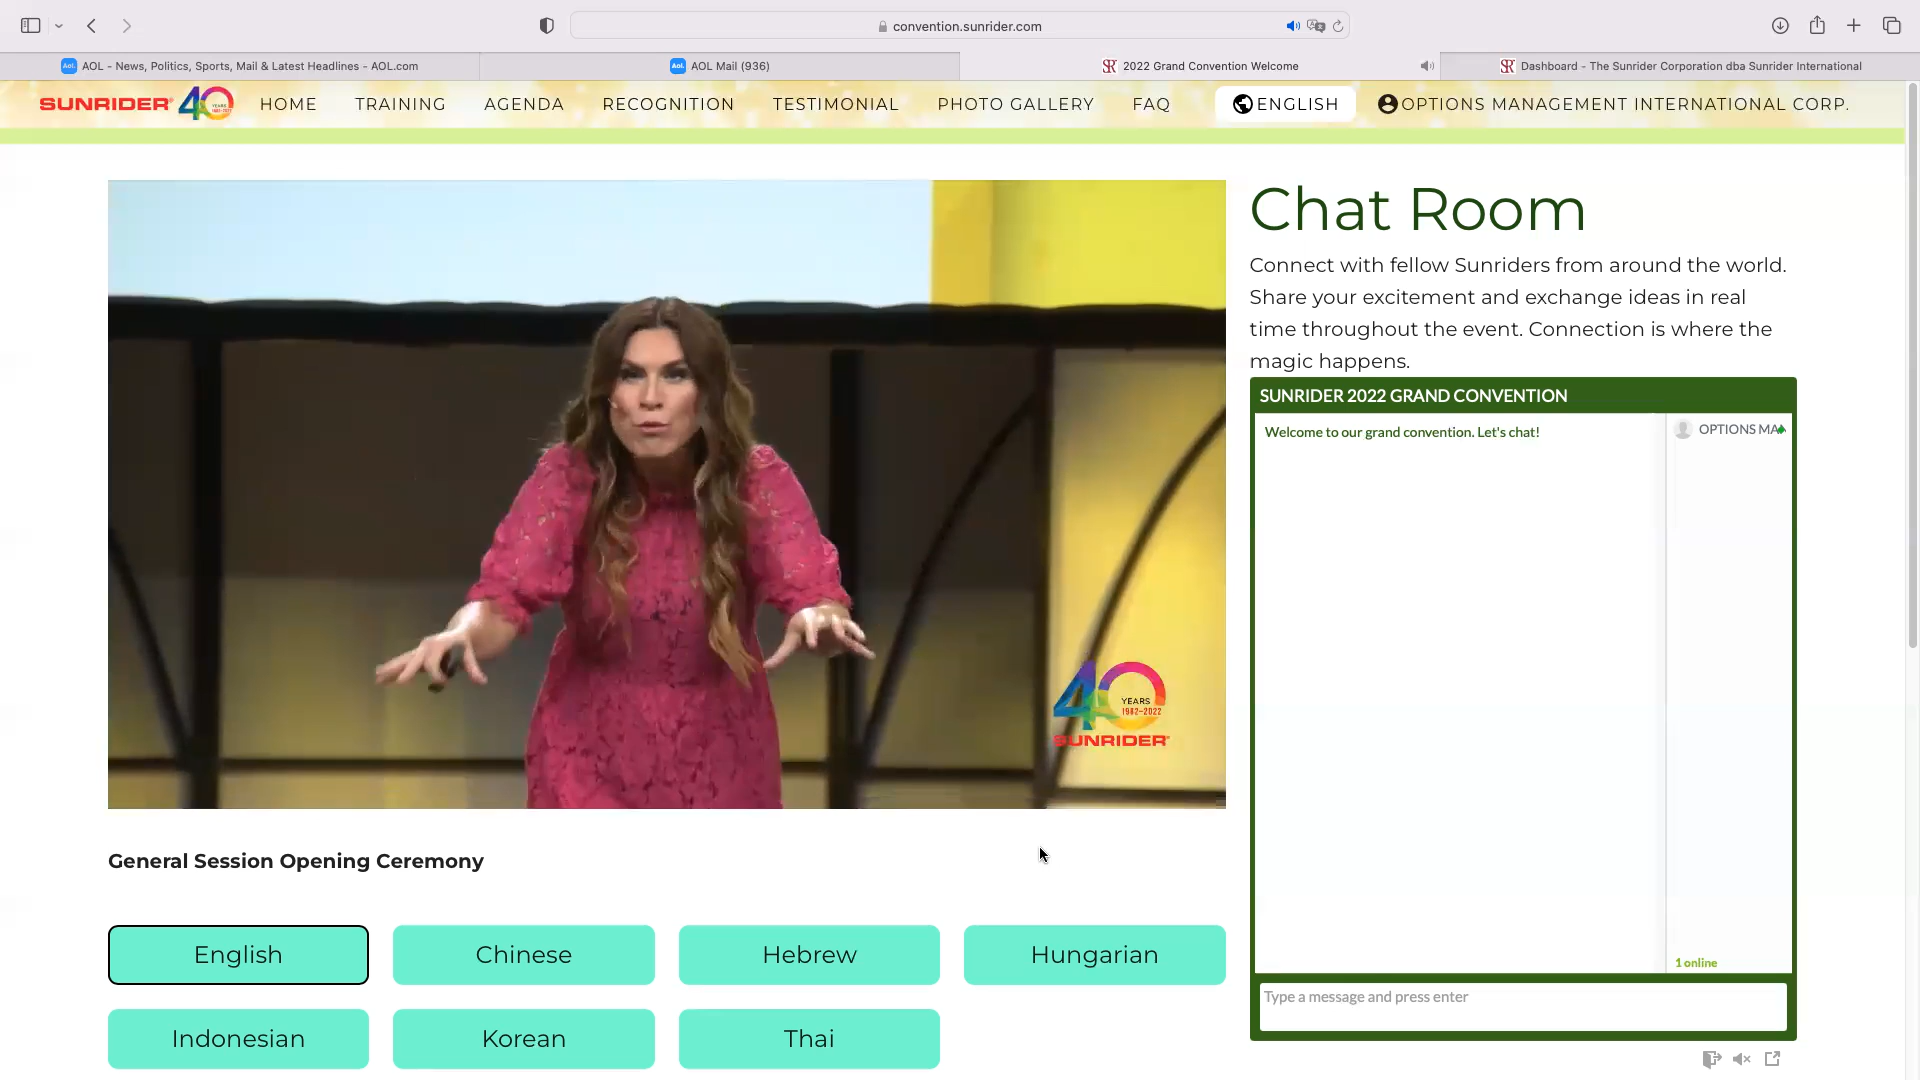 convention.sunrider.com
AOL - News, Politics, Sports, Mail & Latest Headlines - AOL.com
AOL Mail (936)
2022 Grand Convention Welcome
Dashboard - The Sunrider Corporation dba Sunrider International
SUNRIDER 40 YEARS 1982-2022
HOME
TRAINING
AGENDA
RECOGNITION
TESTIMONIAL
PHOTO GALLERY
FAQ
ENGLISH
OPTIONS MANAGEMENT INTERNATIONAL CORP.
40 YEARS
1982-2022
SUNRIDER
General Session Opening Ceremony
English
Chinese
Hebrew
Hungarian
Indonesian
Korean
Thai
Chat Room
Connect with fellow Sunriders from around the world.
Share your excitement and exchange ideas in real
time throughout the event. Connection is where the
magic happens.
SUNRIDER 2022 GRAND CONVENTION
Welcome to our grand convention. Let's chat!
OPTIONS MA
1 online
Type a message and press enter